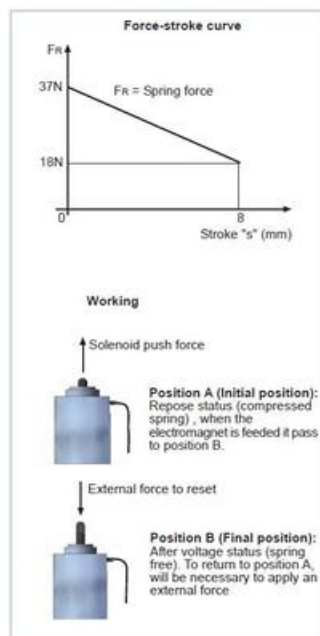 Force-stroke curve
FR
37N
FR = Spring force
18N
0
8
Stroke "s" (mm)
Working
Solenoid push force
Position A (Initial position):
Repose status (compressed
spring) , when the
electromagnet is feeded it pass
to position B.
External force to reset
Position B (Final position):
After voltage status (spring
free). To return to position A,
will be necessary to apply an
external force